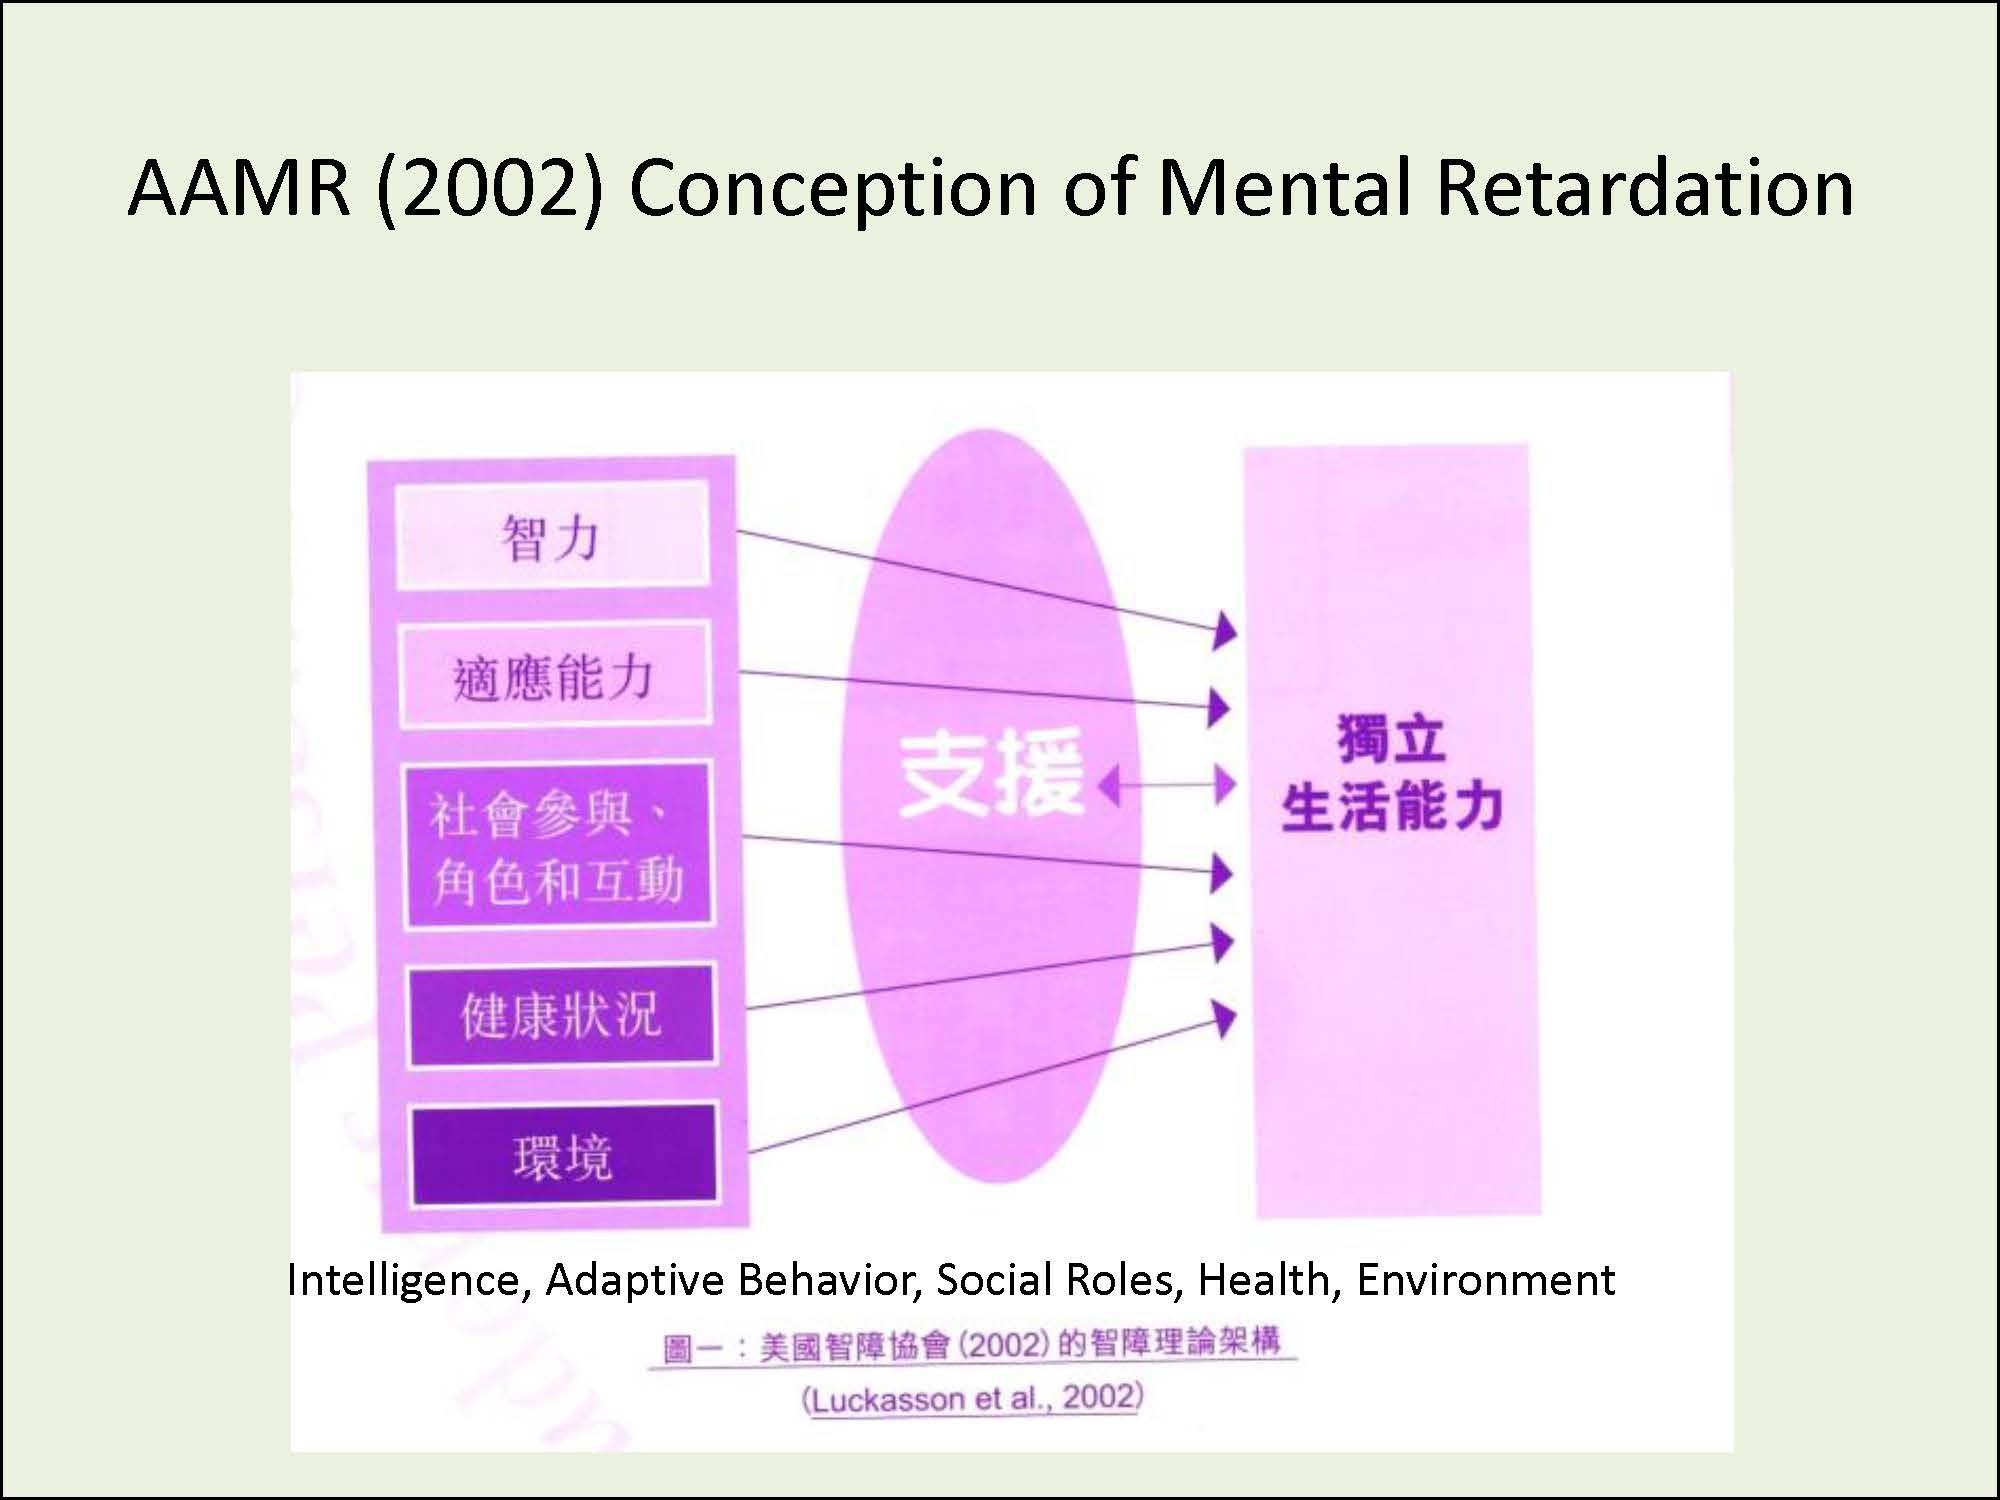 AAMR (2002) Conception of Mental Retardation
智力
適應能力
社會參與、
角色和互動
健康狀況
環境
支援
獨立
生活能力
Intelligence, Adaptive Behavior, Social Roles, Health, Environment
圖一：美國智障協會(2002)的智障理論架構
(Luckasson et al., 2002)